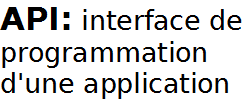 API: interface de
programmation
d'une application